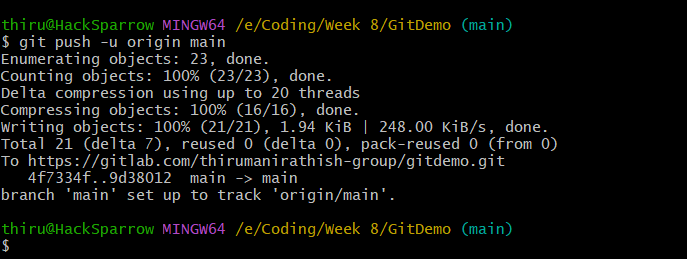 thiru@HackSparrow MINGW64 /e/Coding/Week 8/GitDemo (main)
$ git push -u origin main
Enumerating objects: 23, done.
Counting objects: 100% (23/23), done.
Delta compression using up to 20 threads
Compressing objects: 100% (16/16), done.
Writing objects: 100% (21/21), 1.94 KiB | 248.00 KiB/s, done.
Total 21 (delta 7), reused 0 (delta 0), pack-reused 0 (from 0)
To https://gitlab.com/thirumanirathish-group/gitdemo.git
   4f7334f..9d38012  main -> main
branch 'main' set up to track 'origin/main'.
thiru@HackSparrow MINGW64 /e/Coding/Week 8/GitDemo (main)
$